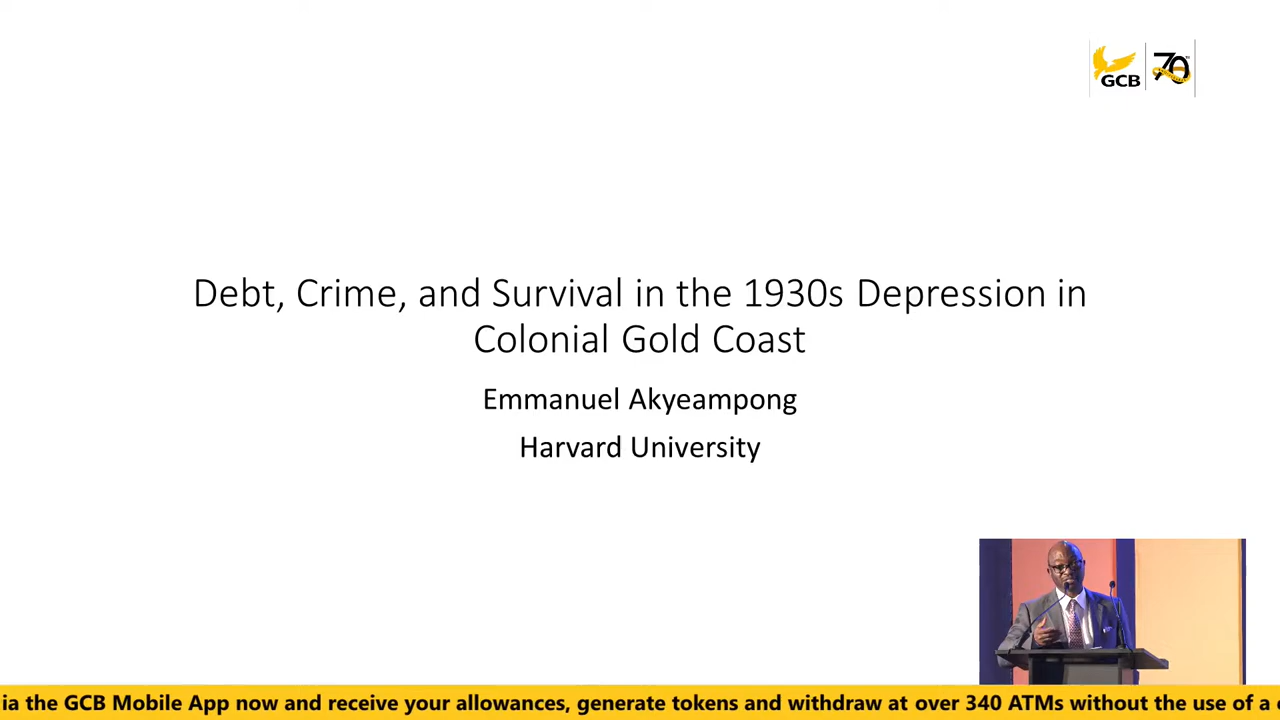 GCB
70
Debt, Crime, and Survival in the 1930s Depression in
Colonial Gold Coast
Emmanuel Akyeampong
Harvard University
ia the GCB Mobile App now and receive your allowances, generate tokens and withdraw at over 340 ATMs without the use of a